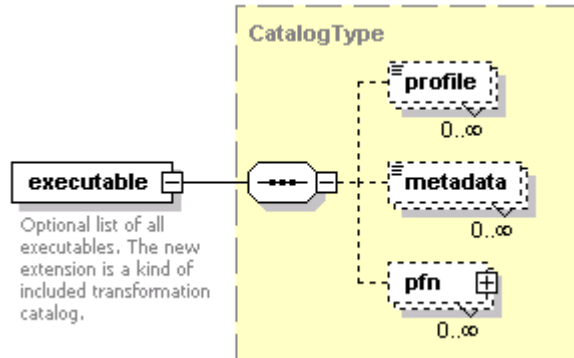 CatalogType
profile
0..∞
executable
metadata
0..∞
Optional list of all
executables. The new
extension is a kind of
included transformation
catalog.
pfn
0..∞